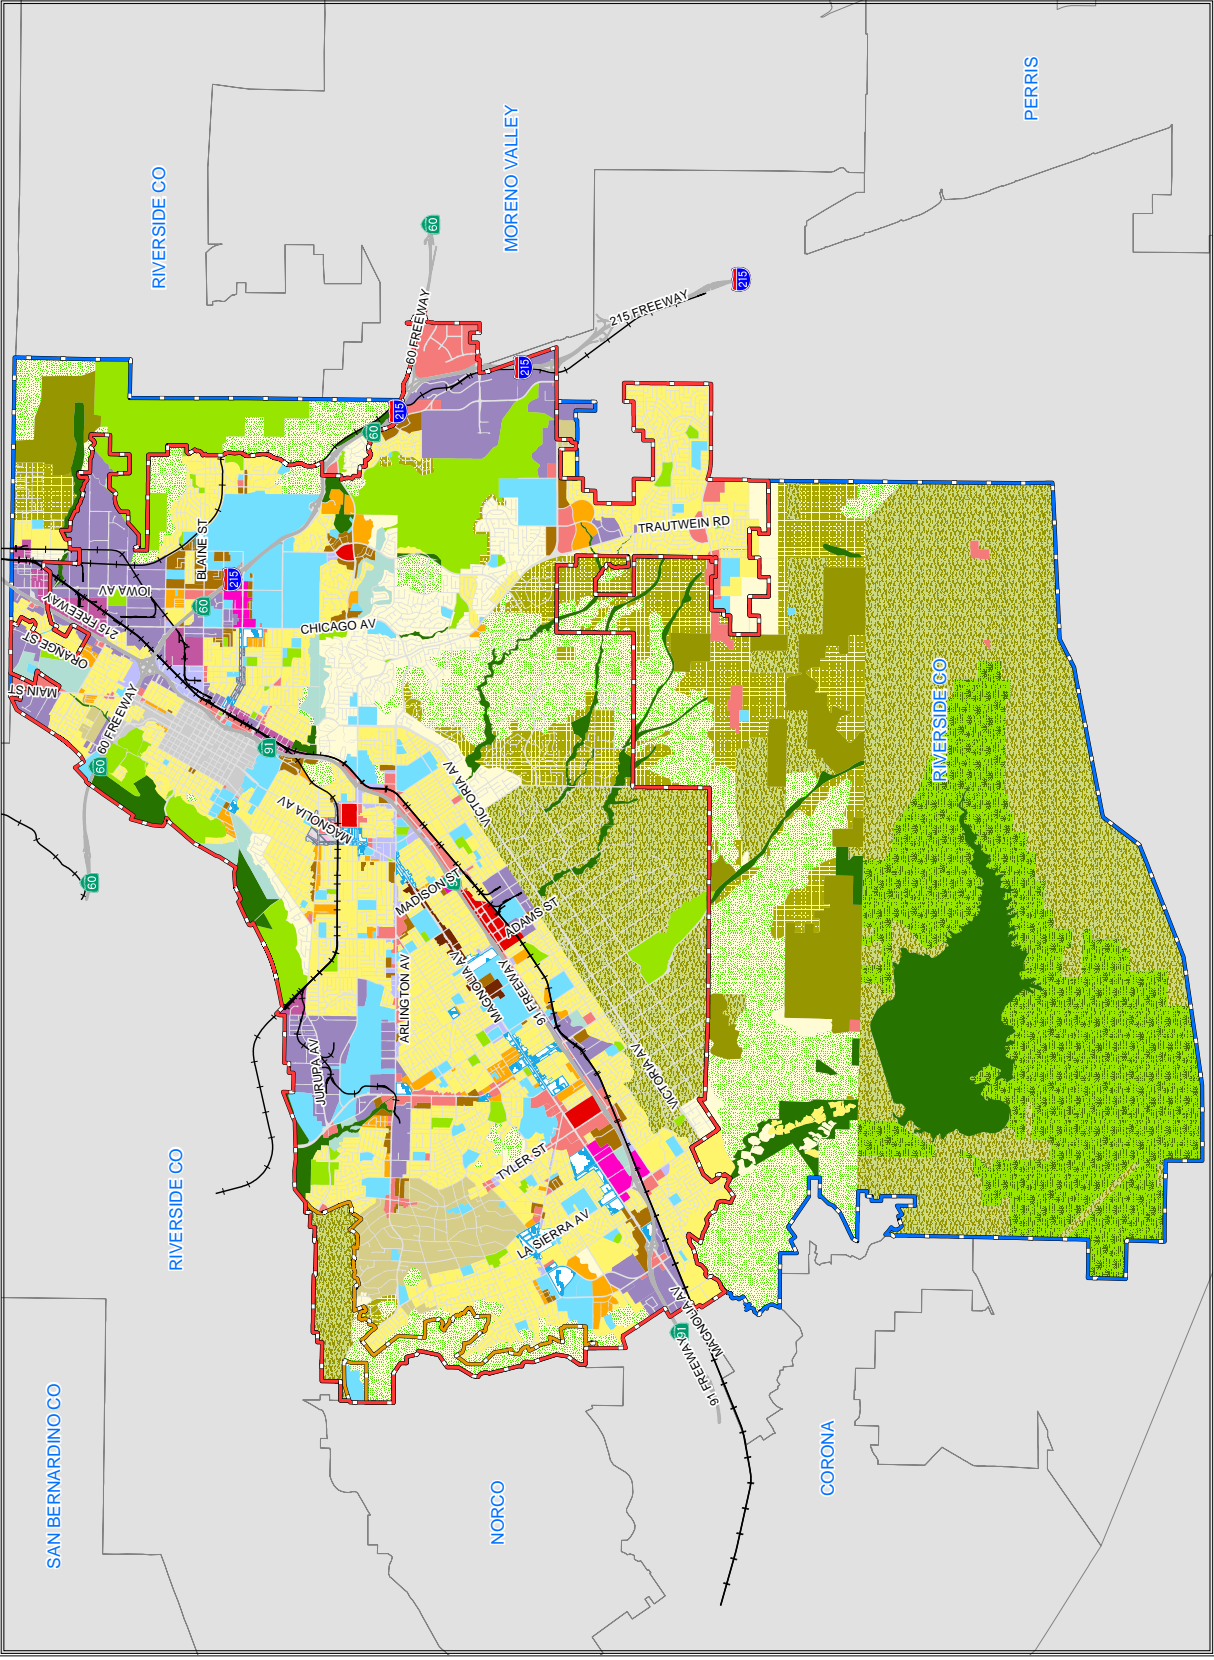 PERRIS
RIVERSIDE CO
MORENO VALLEY
60
215
60 FREEWAY
215 FREEWAY
215
215
60
TRAUTWEIN RD
BLAINE ST
IOWA AV
215
60
215 FREEWAY
CHICAGO AV
ORANGE ST
MAIN ST
60 FREEWAY
60
91
RIVERSIDE CO
VICTORIA AV
MAGNOLIA AV
MAGNOLIA AV
60
MADISON ST
ADAMS ST
MAGNOLIA AV
91 FREEWAY
ARLINGTON AV
JURUPA AV
VICTORIA AV
TYLER ST
LA SIERRA AV
RIVERSIDE CO
MAGNOLIA AV
91
91 FREEWAY
SAN BERNARDINO CO
NORCO
CORONA